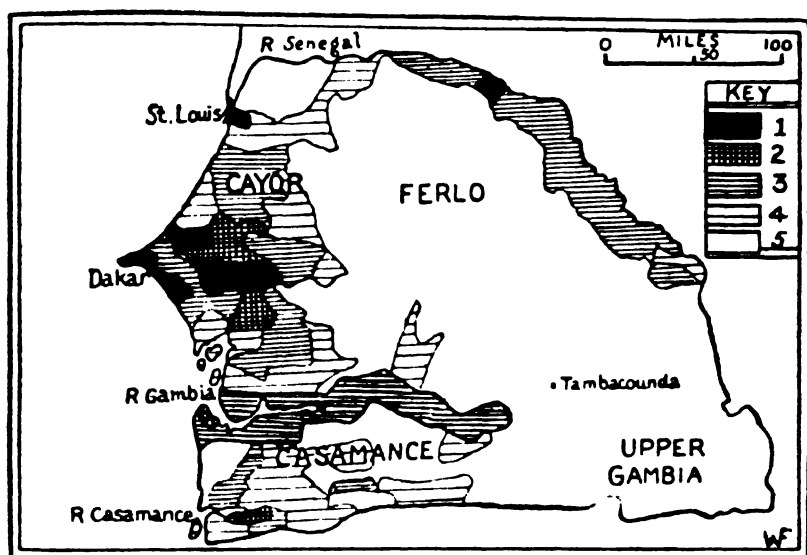 R Senegal
0 MILES 100
50
St. Louis
KEY
1
2
3
4
5
CAYOR
FERLO
Dakar
R Gambia
• Tambacounda
CASAMANCE
UPPER
GAMBIA
R Casamance
WF